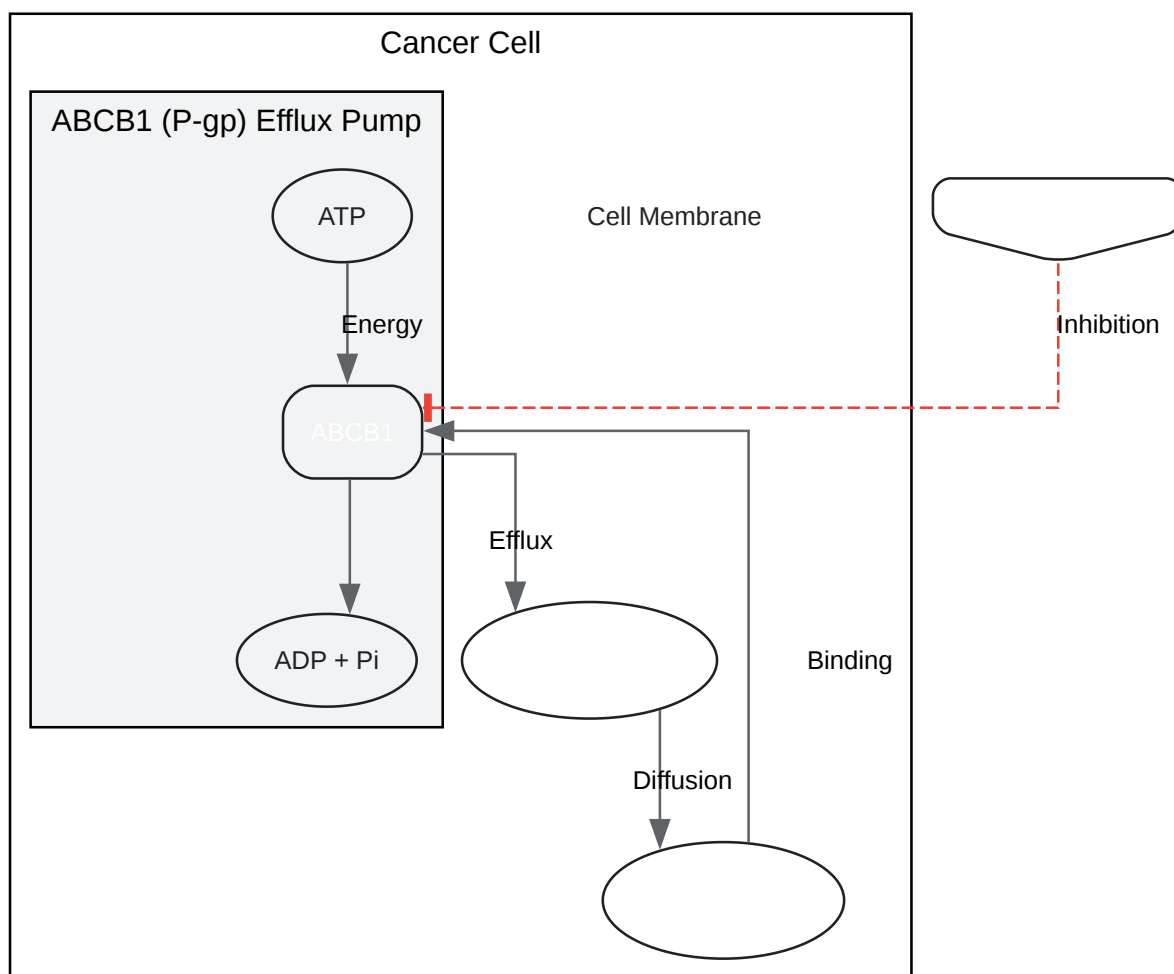 Cancer Cell
ABCB1 (P-gp) Efflux Pump
ATP
Cell Membrane
Energy
Inhibition
ABCB1
Efflux
ADP + Pi
Binding
Diffusion